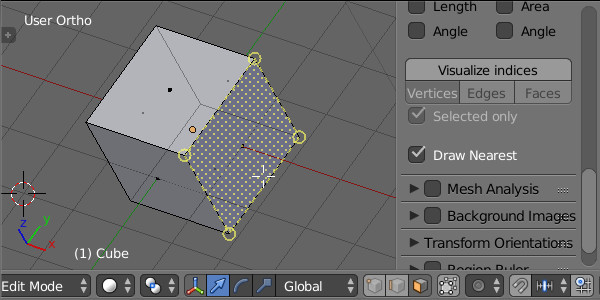 User Ortho
Length Area
Angle Angle
Visualize indices
Vertices Edges Faces
Selected only
Draw Nearest
Mesh Analysis
Background Images
Transform Orientations
Region Ruler
z y x
(1) Cube
Edit Mode Global